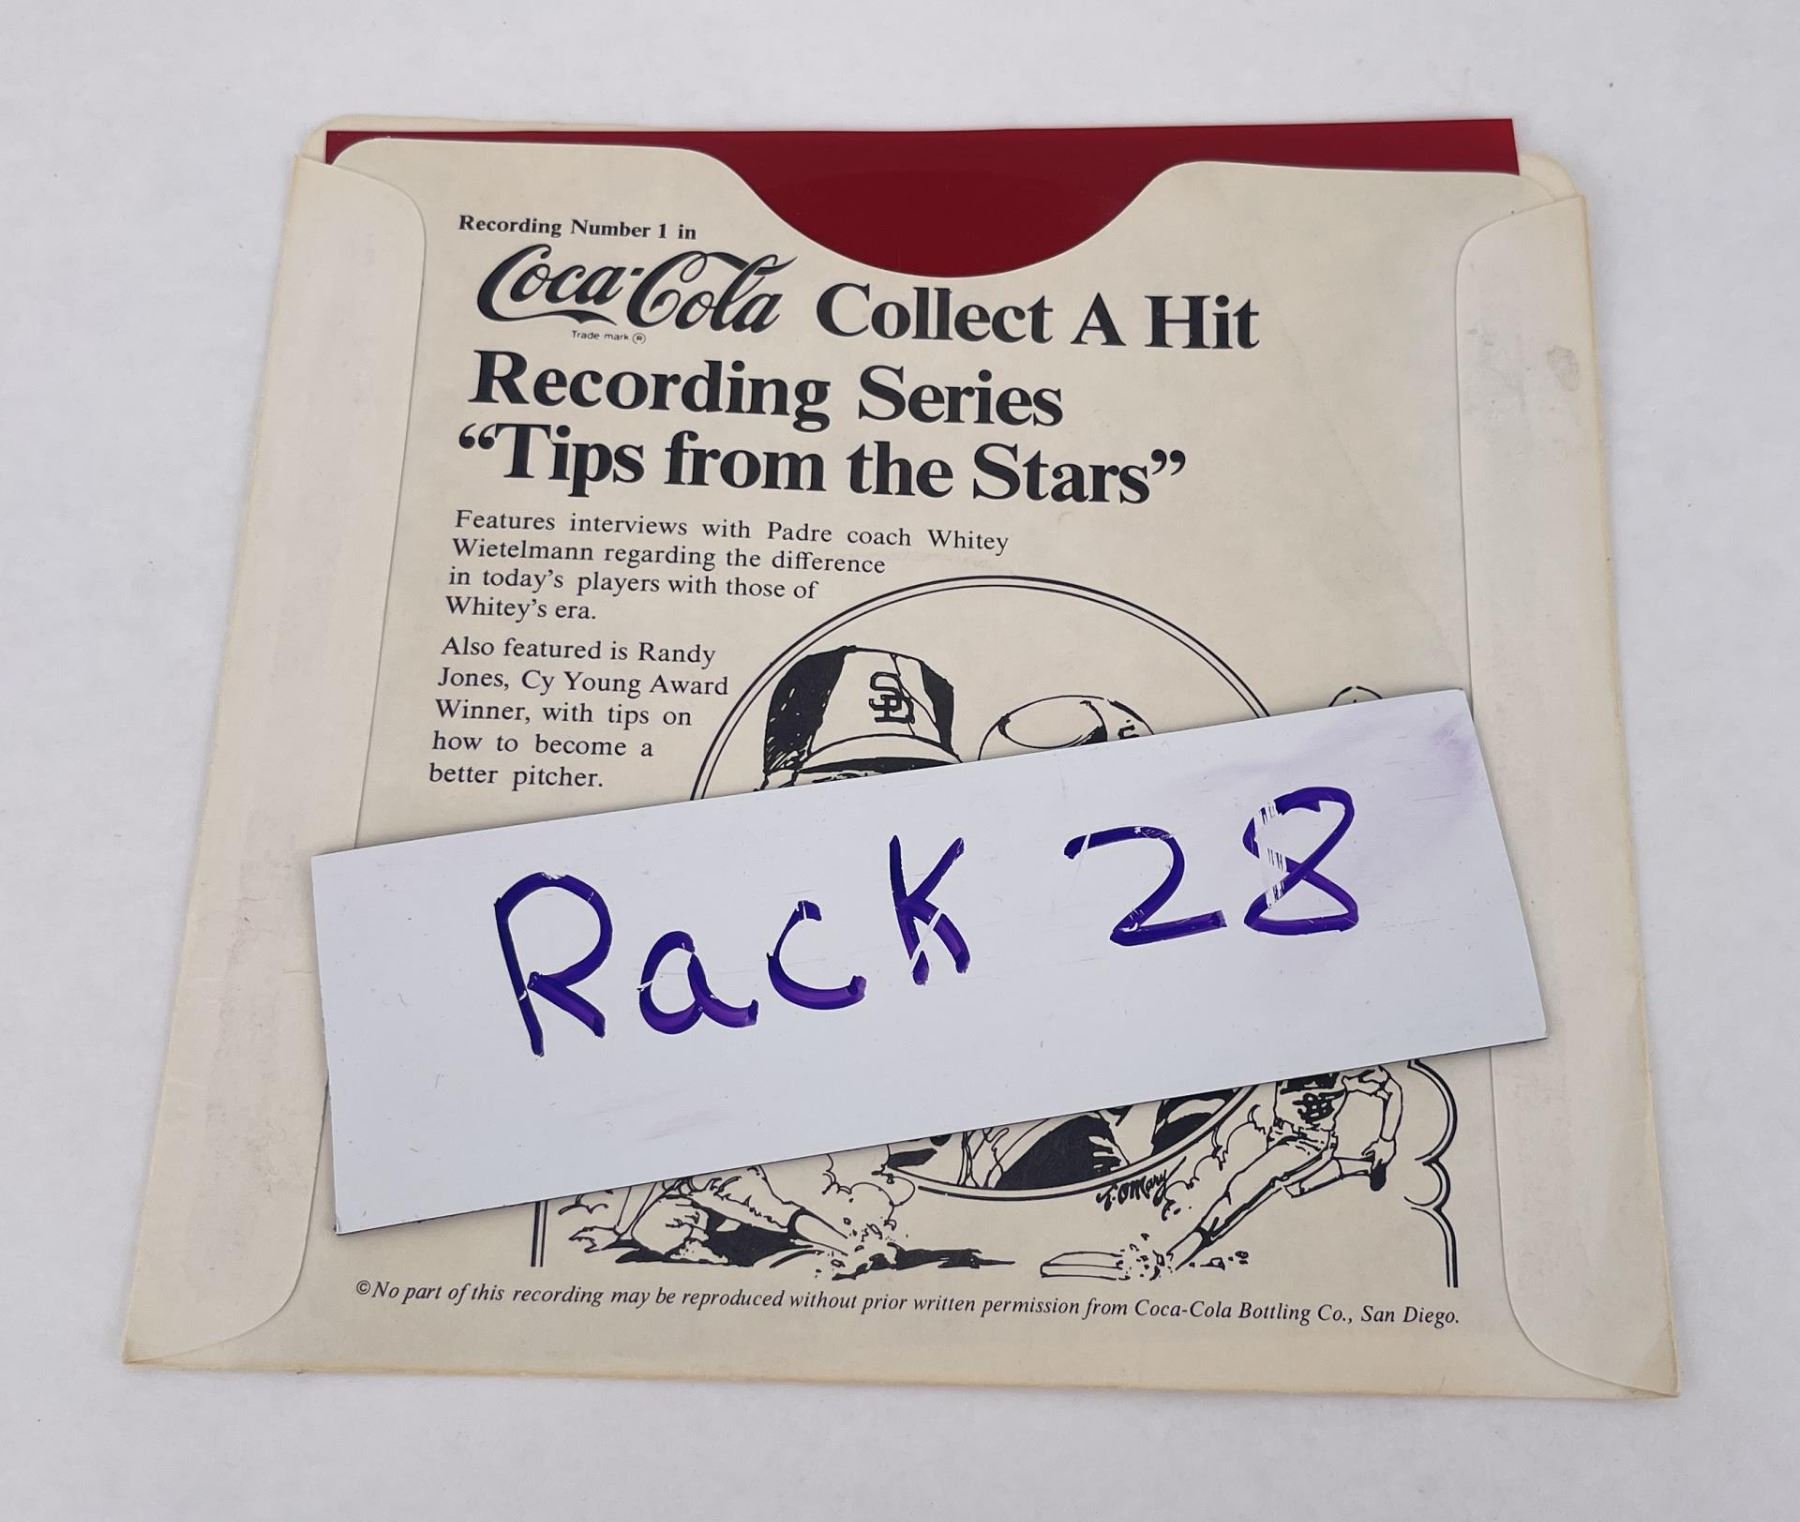 Recording Number 1 in
Coca-Cola Collect A Hit
Trade mark ®
Recording Series
“Tips from the Stars”
Features interviews with Padre coach Whitey
Wietelmann regarding the difference
in today’s players with those of
Whitey’s era.
Also featured is Randy
Jones, Cy Young Award
Winner, with tips on
how to become a
better pitcher.
SD
Rack 28
©No part of this recording may be reproduced without prior written permission from Coca-Cola Bottling Co., San Diego.